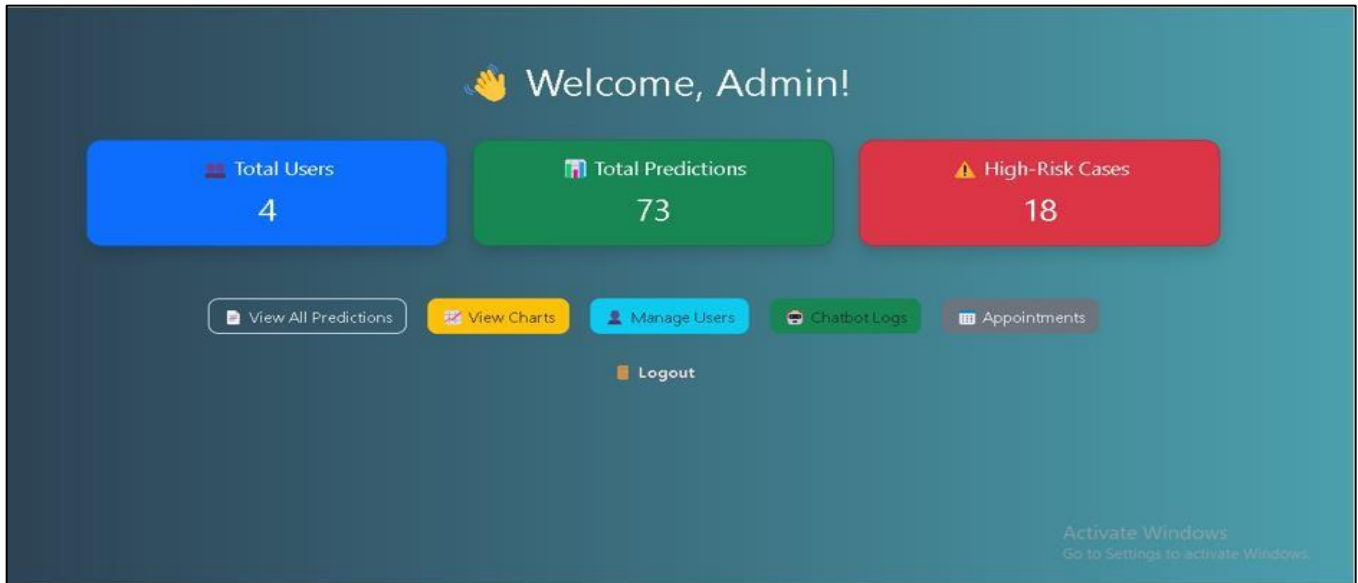 Welcome, Admin!
Total Users
4
Total Predictions
73
High-Risk Cases
18
View All Predictions
View Charts
Manage Users
Chatbot Logs
Appointments
Logout
Activate Windows
Go to Settings to activate Windows.